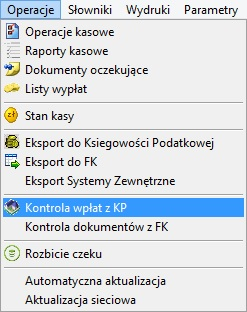 Operacje Słowniki Wydruki Parametry
Operacje kasowe
Raporty kasowe
Dokumenty oczekujące
Listy wypłat
Stan kasy
Eksport do Ksiegowości Podatkowej
Eksport do FK
Eksport Systemy Zewnętrzne
Kontrola wpłat z KP
Kontrola dokumentów z FK
Rozbicie czeku
Automatyczna aktualizacja
Aktualizacja sieciowa